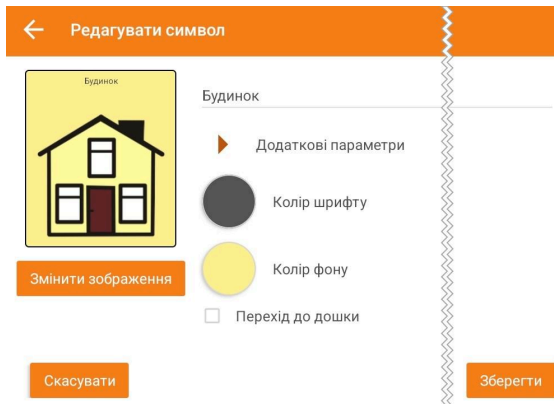 Редагувати символ
Будинок
Будинок
Додаткові параметри
Колір шрифту
Колір фону
Змінити зображення
Перехід до дошки
Скасувати
Зберегти